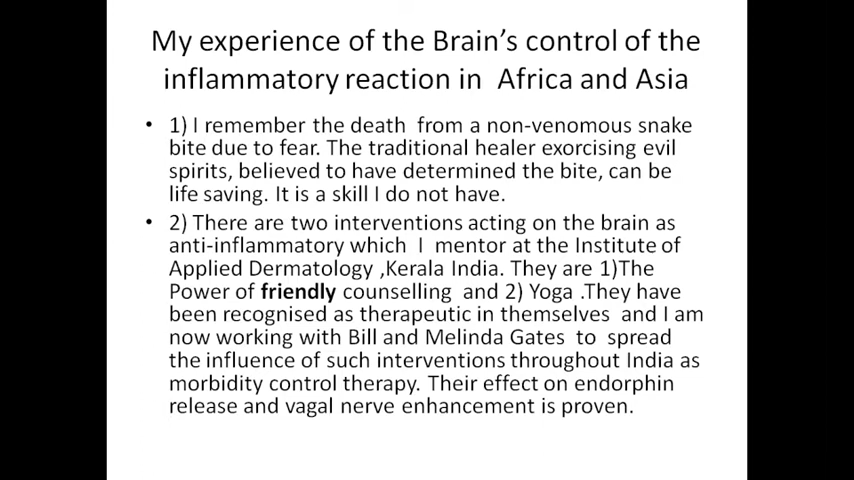 My experience of the Brain's control of the
inflammatory reaction in Africa and Asia
• 1) I remember the death from a non-venomous snake
bite due to fear. The traditional healer exorcising evil
spirits, believed to have determined the bite, can be
life saving. It is a skill I do not have.
• 2) There are two interventions acting on the brain as
anti-inflammatory which I mentor at the Institute of
Applied Dermatology ,Kerala India. They are 1)The
Power of friendly counselling and 2) Yoga .They have
been recognised as therapeutic in themselves and I am
now working with Bill and Melinda Gates to spread
the influence of such interventions throughout India as
morbidity control therapy. Their effect on endorphin
release and vagal nerve enhancement is proven.